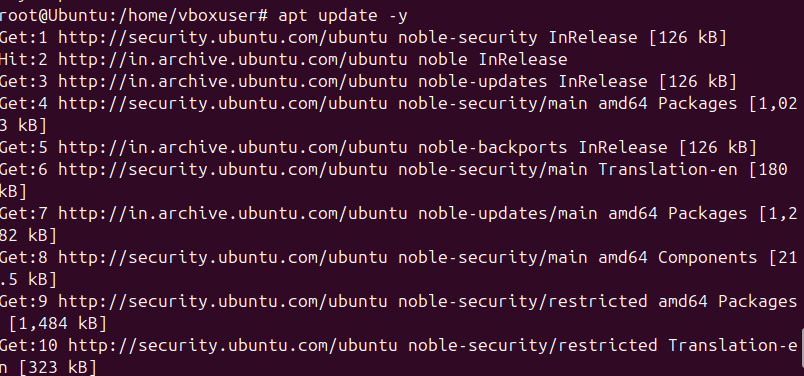 root@Ubuntu:/home/vboxuser# apt update -y
Get:1 http://security.ubuntu.com/ubuntu noble-security InRelease [126 kB]
Hit:2 http://in.archive.ubuntu.com/ubuntu noble InRelease
Get:3 http://in.archive.ubuntu.com/ubuntu noble-updates InRelease [126 kB]
Get:4 http://security.ubuntu.com/ubuntu noble-security/main amd64 Packages [1,02
3 kB]
Get:5 http://in.archive.ubuntu.com/ubuntu noble-backports InRelease [126 kB]
Get:6 http://security.ubuntu.com/ubuntu noble-security/main Translation-en [180
kB]
Get:7 http://in.archive.ubuntu.com/ubuntu noble-updates/main amd64 Packages [1,2
82 kB]
Get:8 http://security.ubuntu.com/ubuntu noble-security/main amd64 Components [21
.5 kB]
Get:9 http://security.ubuntu.com/ubuntu noble-security/restricted amd64 Packages
 [1,484 kB]
Get:10 http://security.ubuntu.com/ubuntu noble-security/restricted Translation-e
n [323 kB]